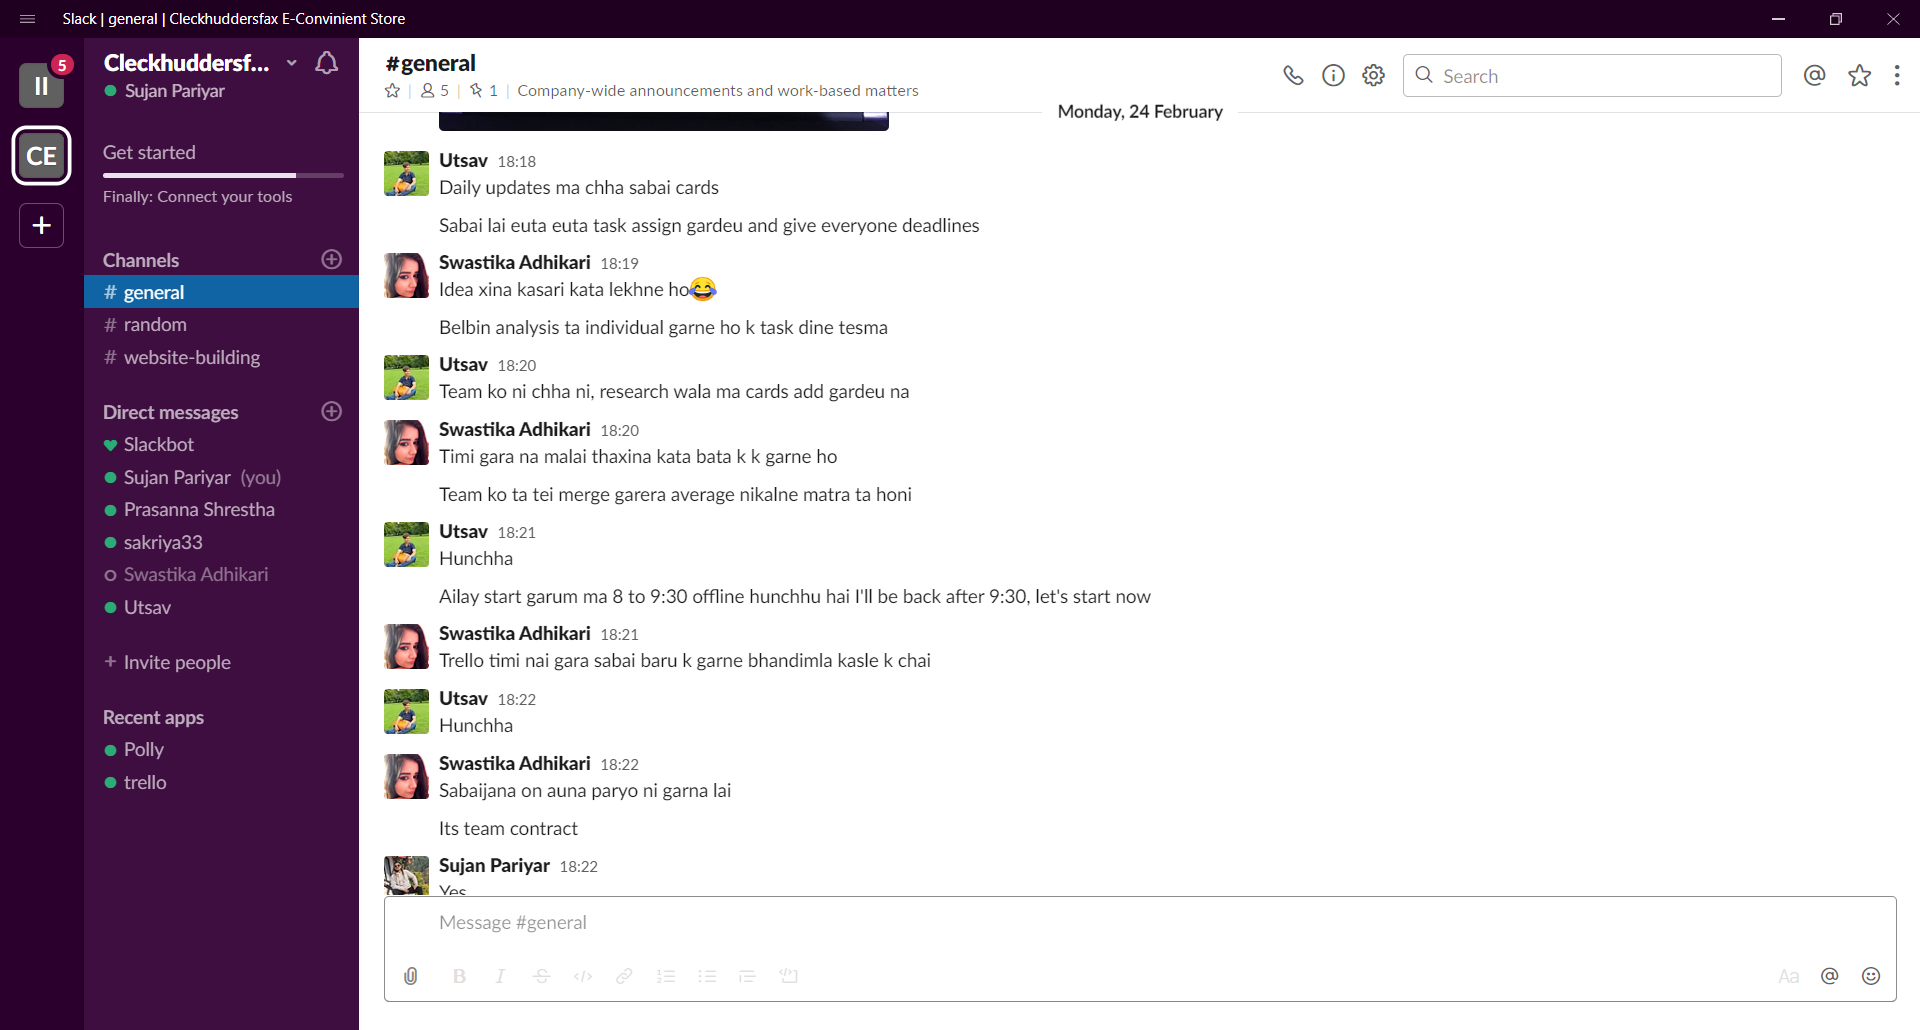 Slack | general | Cleckhuddersfax E-Convinient Store
II
5
CE
+
Cleckhuddersf...
Sujan Pariyar
Get started
Finally: Connect your tools
Channels
# general
# random
# website-building
Direct messages
Slackbot
Sujan Pariyar (you)
Prasanna Shrestha
sakriya33
Swastika Adhikari
Utsav
+ Invite people
Recent apps
Polly
trello
#general
5 | 1 | Company-wide announcements and work-based matters
Search
Monday, 24 February
Utsav 18:18
Daily updates ma chha sabai cards
Sabai lai euta euta task assign gardeu and give everyone deadlines
Swastika Adhikari 18:19
Idea xina kasari kata lekhne ho😂
Belbin analysis ta individual garne ho k task dine tesma
Utsav 18:20
Team ko ni chha ni, research wala ma cards add gardeu na
Swastika Adhikari 18:20
Timi gara na malai thaxina kata bata k k garne ho
Team ko ta tei merge garera average nikalne matra ta honi
Utsav 18:21
Hunchha
Ailay start garum ma 8 to 9:30 offline hunchhu hai I'll be back after 9:30, let's start now
Swastika Adhikari 18:21
Trello timi nai gara sabai baru k garne bhandimla kasle k chai
Utsav 18:22
Hunchha
Swastika Adhikari 18:22
Sabaijana on auna paryo ni garna lai
Its team contract
Sujan Pariyar 18:22
Yes
Message #general
B I S </> Aa @